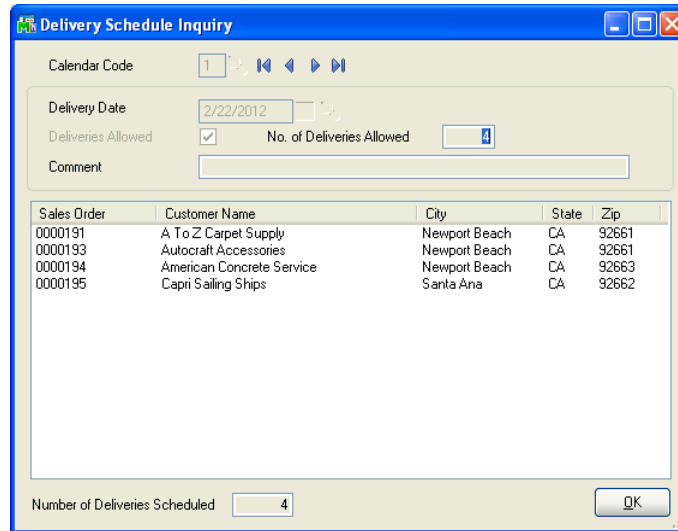 Delivery Schedule Inquiry
Calendar Code 1
Delivery Date 2/22/2012
Deliveries Allowed No. of Deliveries Allowed 4
Comment
Sales Order Customer Name City State Zip
0000191 A To Z Carpet Supply Newport Beach CA 92661
0000193 Autocraft Accessories Newport Beach CA 92661
0000194 American Concrete Service Newport Beach CA 92663
0000195 Capri Sailing Ships Santa Ana CA 92662
Number of Deliveries Scheduled 4 OK